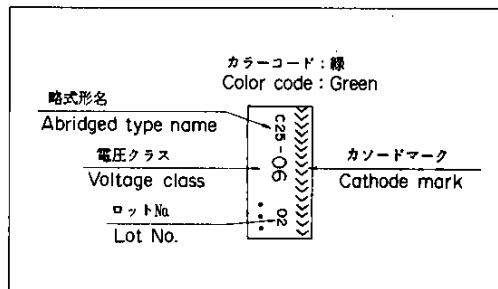 カラーコード：緑
Color code : Green
略式形名
Abridged type name
C25-06
電圧クラス
Voltage class
カソードマーク
Cathode mark
ロットNo.
Lot No.
02